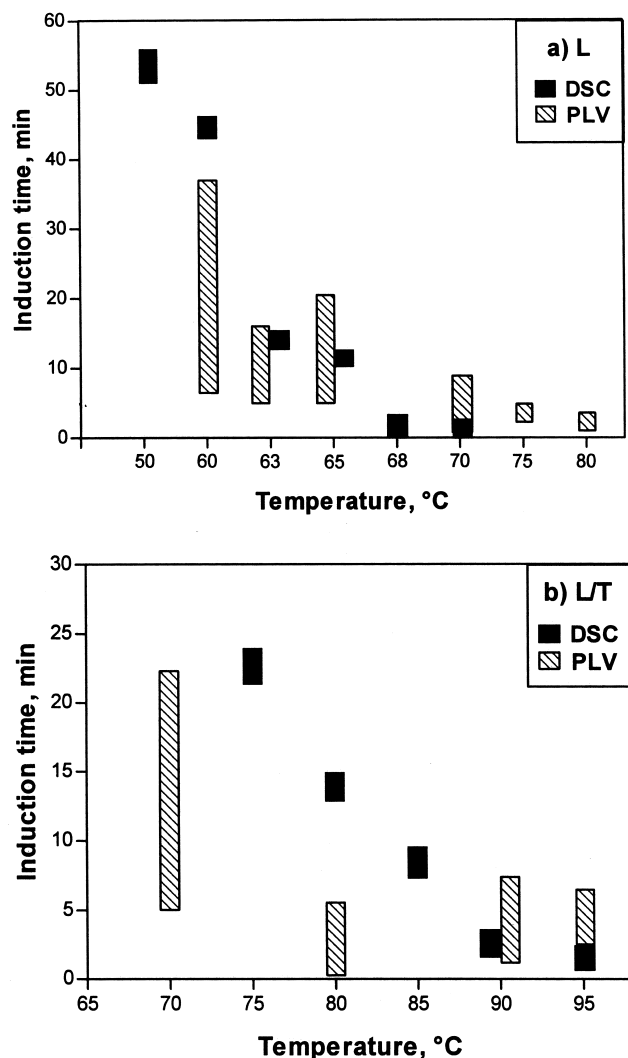 60
50
40
30
20
10
0
Induction time, min
a) L
DSC
PLV
50 60 63 65 68 70 75 80
Temperature, °C
30
25
20
15
10
5
0
Induction time, min
b) L/T
DSC
PLV
65 70 75 80 85 90 95
Temperature, °C